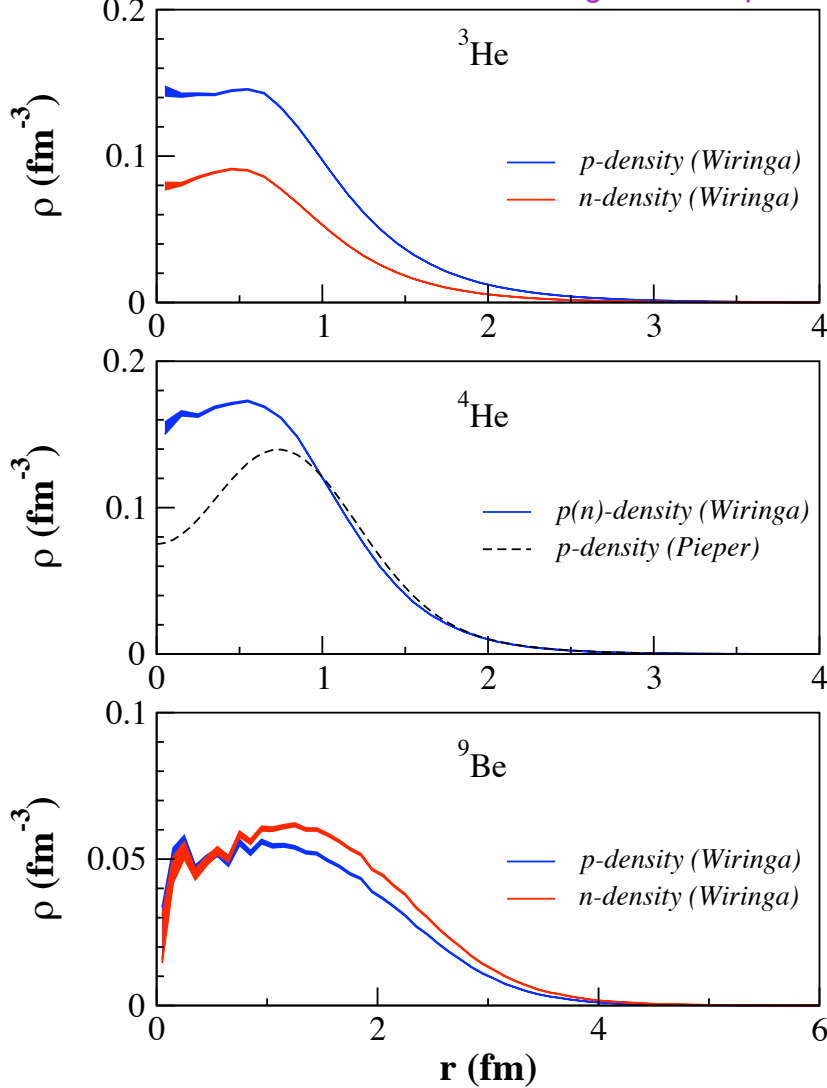 0.2
³He
ρ (fm⁻³)
0.1
p-density (Wiringa)
n-density (Wiringa)
0
0 1 2 3 4
0.2
⁴He
ρ (fm⁻³)
0.1
p(n)-density (Wiringa)
p-density (Pieper)
0
0 1 2 3 4
0.1
⁹Be
ρ (fm⁻³)
0.05
p-density (Wiringa)
n-density (Wiringa)
0
0 2 4 6
r (fm)